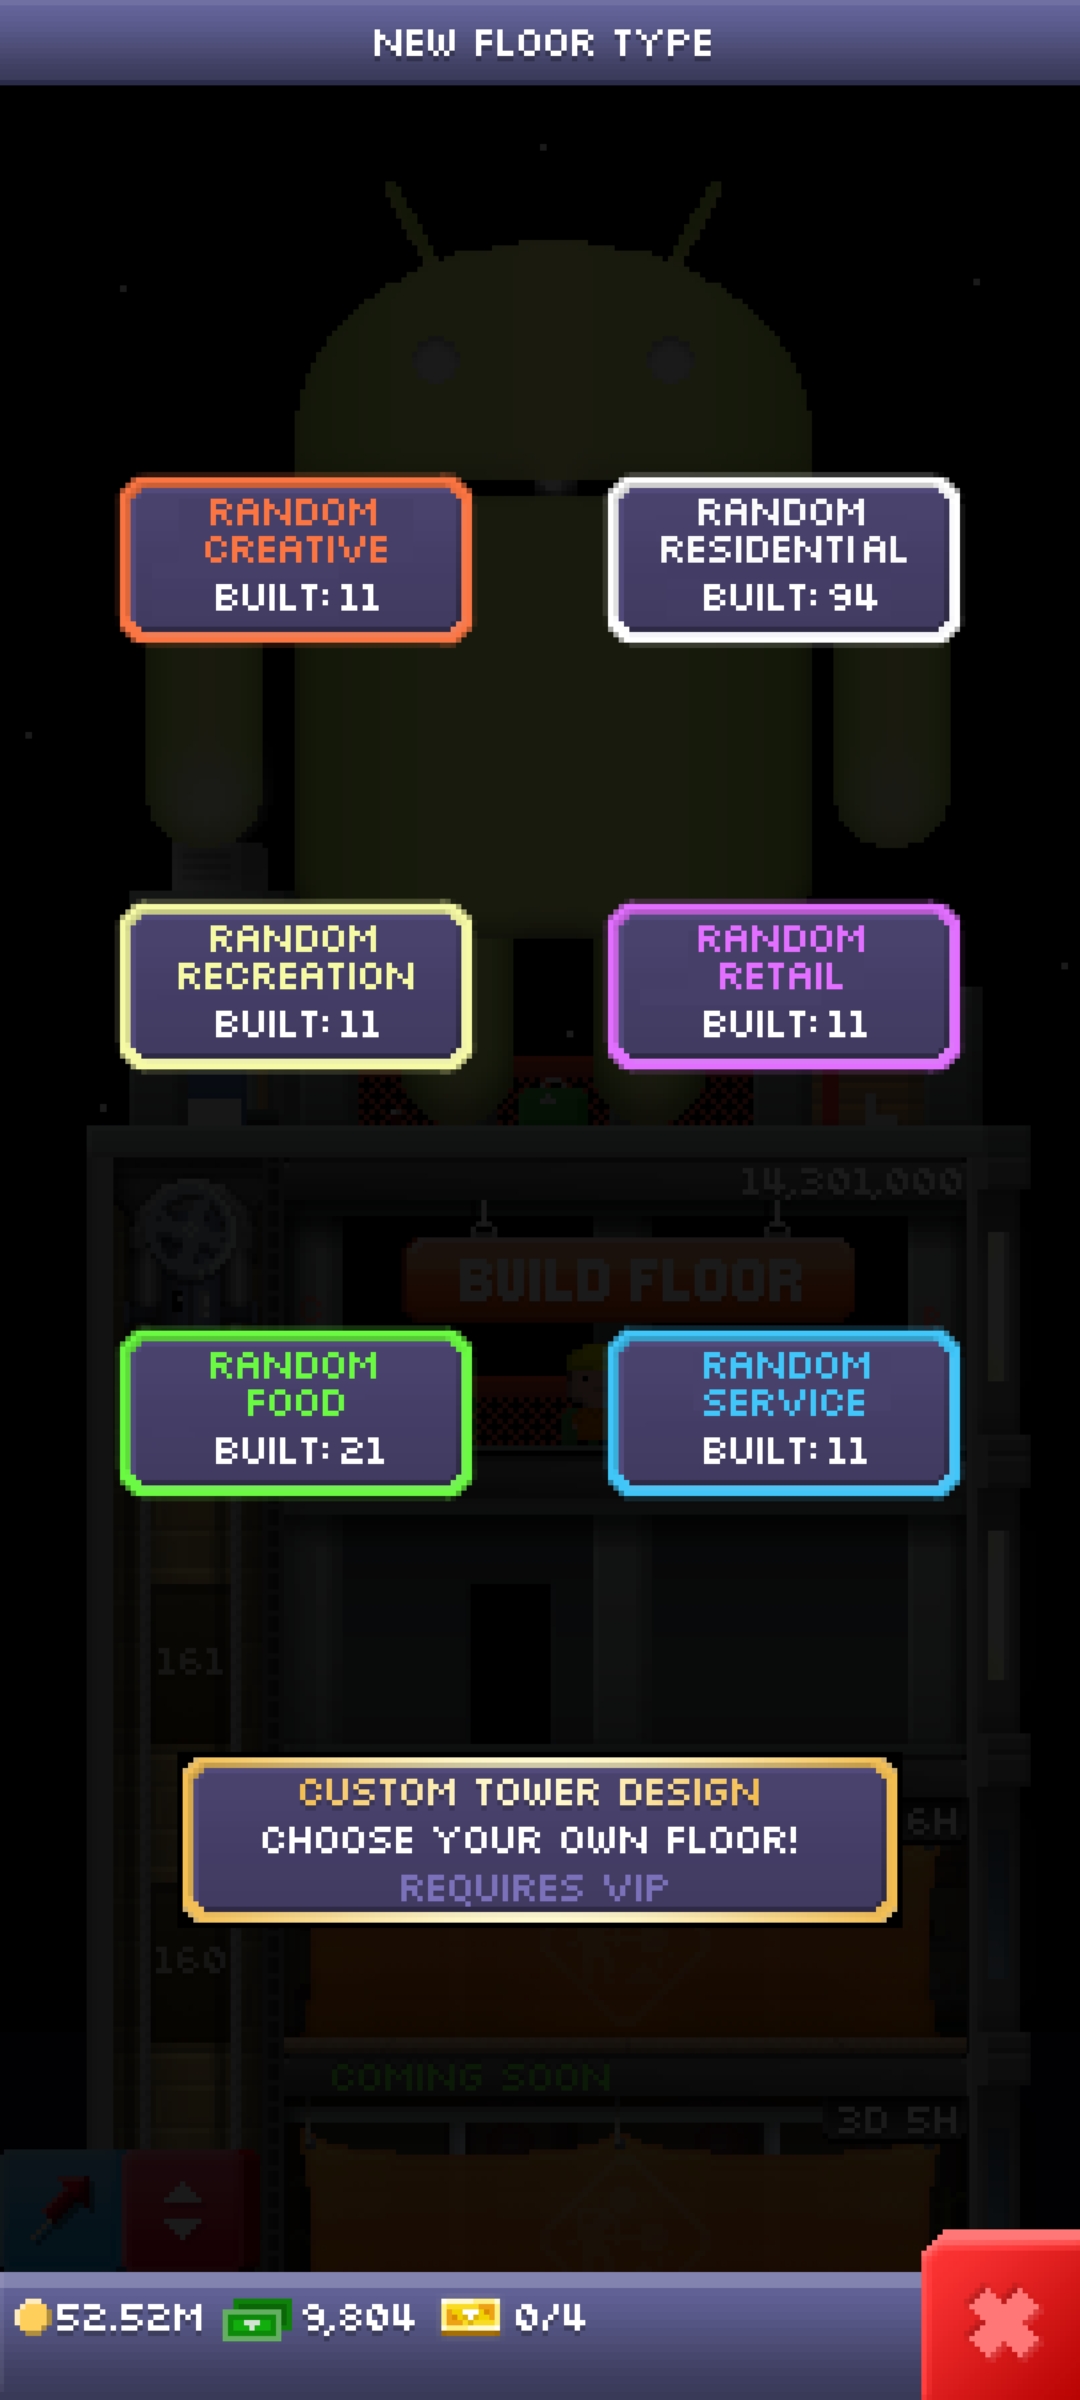 NEW FLOOR TYPE
RANDOM
CREATIVE
BUILT: 11
RANDOM
RESIDENTIAL
BUILT: 94
RANDOM
RECREATION
BUILT: 11
RANDOM
RETAIL
BUILT: 11
14,301,000
BUILD FLOOR
RANDOM
FOOD
BUILT: 21
RANDOM
SERVICE
BUILT: 11
161
CUSTOM TOWER DESIGN
CHOOSE YOUR OWN FLOOR!
REQUIRES VIP
6H
160
COMING SOON
3D 5H
52.52M 9,804 0/4